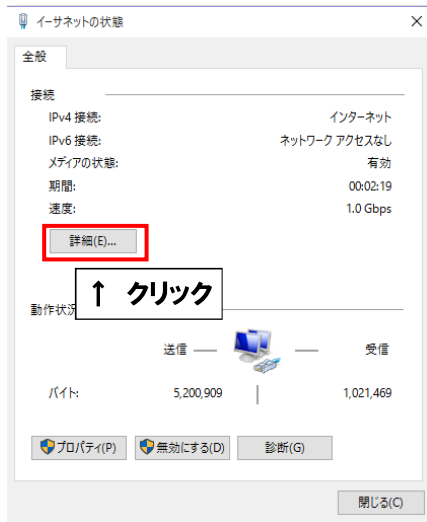 イーサネットの状態
全般
接続
IPv4 接続: インターネット
IPv6 接続: ネットワーク アクセスなし
メディアの状態: 有効
期間: 00:02:19
速度: 1.0 Gbps
詳細(E)...
↑ クリック
動作状況
送信 受信
バイト: 5,200,909 1,021,469
プロパティ(P) 無効にする(D) 診断(G)
閉じる(C)